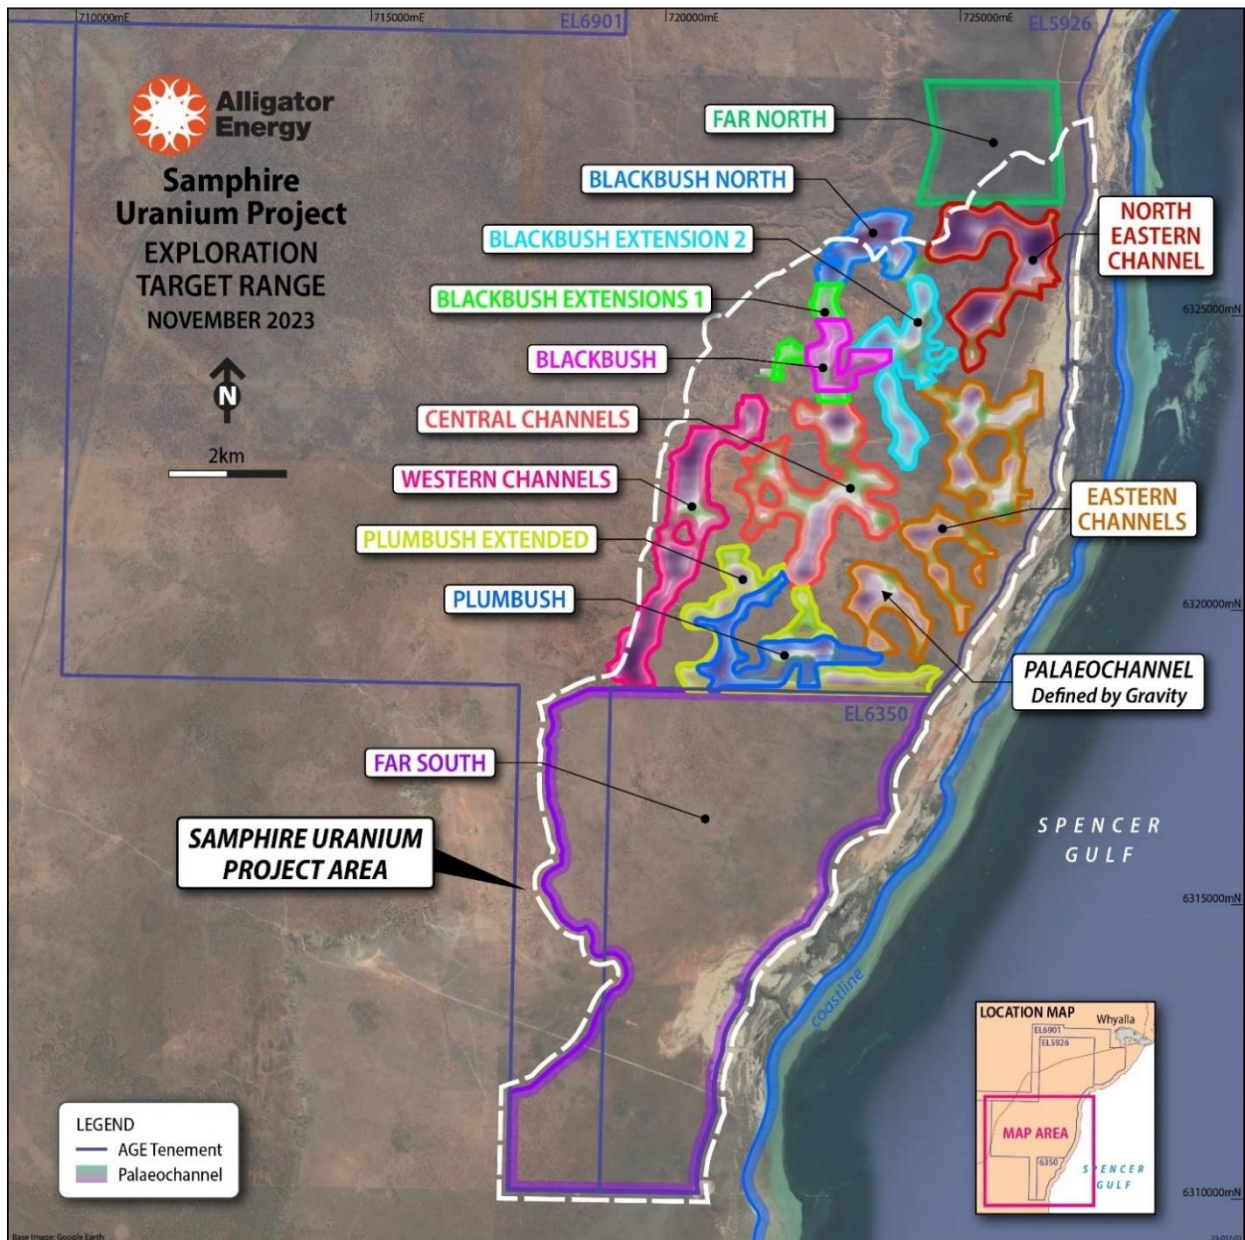 710000mE
715000mE
EL6901
720000mE
725000mE
EL5926
Alligator
Energy
Samphire
Uranium Project
EXPLORATION
TARGET RANGE
NOVEMBER 2023
N
2km
FAR NORTH
BLACKBUSH NORTH
BLACKBUSH EXTENSION 2
NORTH
EASTERN
CHANNEL
BLACKBUSH EXTENSIONS 1
6325000mN
BLACKBUSH
CENTRAL CHANNELS
WESTERN CHANNELS
EASTERN
CHANNELS
PLUMBUSH EXTENDED
PLUMBUSH
6320000mN
PALAEOCHANNEL
Defined by Gravity
EL6350
FAR SOUTH
SAMPHIRE URANIUM
PROJECT AREA
SPENCER
GULF
6315000mN
coastline
LOCATION MAP
Whyalla
EL6901
EL5926
MAP AREA
6350
SPENCER
GULF
LEGEND
AGE Tenement
Palaeochannel
6310000mN
Base Image: Google Earth